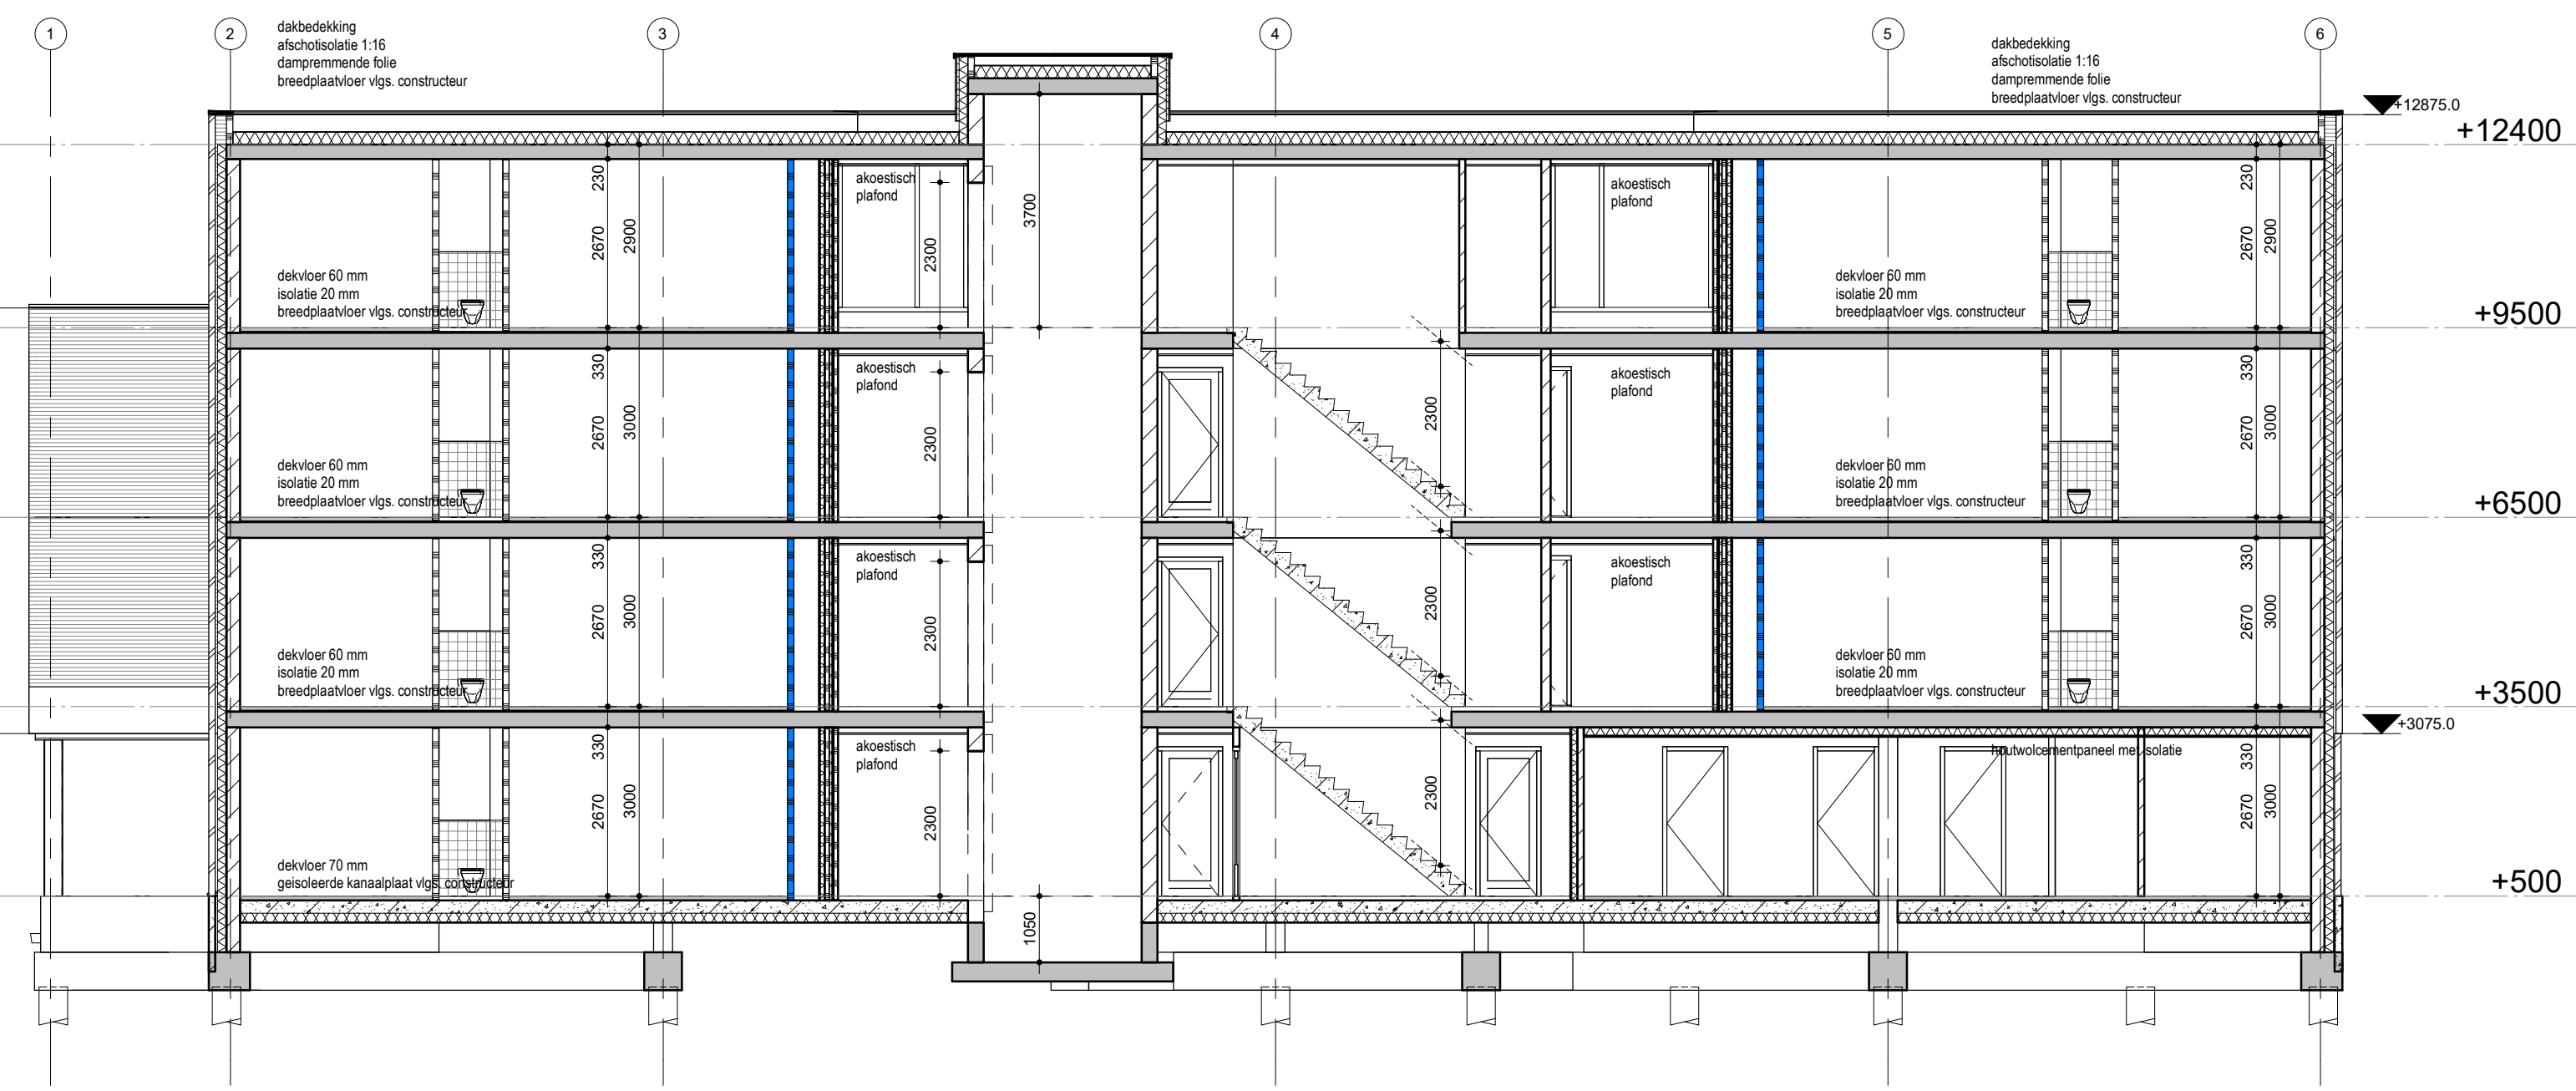 1
2
3
4
5
6
dakbedekking
afschotisolatie 1:16
dampremmende folie
breedplaatvloer vlgs. constructeur
dakbedekking
afschotisolatie 1:16
dampremmende folie
breedplaatvloer vlgs. constructeur
+12875.0
+12400
230
2670
2900
akoestisch
plafond
2300
3700
akoestisch
plafond
230
2670
2900
dekvloer 60 mm
isolatie 20 mm
breedplaatvloer vlgs. constructeur
dekvloer 60 mm
isolatie 20 mm
breedplaatvloer vlgs. constructeur
+9500
330
2670
3000
akoestisch
plafond
2300
2300
akoestisch
plafond
330
2670
3000
dekvloer 60 mm
isolatie 20 mm
breedplaatvloer vlgs. constructeur
dekvloer 60 mm
isolatie 20 mm
breedplaatvloer vlgs. constructeur
+6500
330
2670
3000
akoestisch
plafond
2300
2300
akoestisch
plafond
330
2670
3000
dekvloer 60 mm
isolatie 20 mm
breedplaatvloer vlgs. constructeur
dekvloer 60 mm
isolatie 20 mm
breedplaatvloer vlgs. constructeur
+3500
+3075.0
330
2670
3000
akoestisch
plafond
2300
2300
houtwolcementpaneel met isolatie
330
2670
3000
dekvloer 70 mm
geisoleerde kanaalplaat vlgs. constructeur
+500
1050